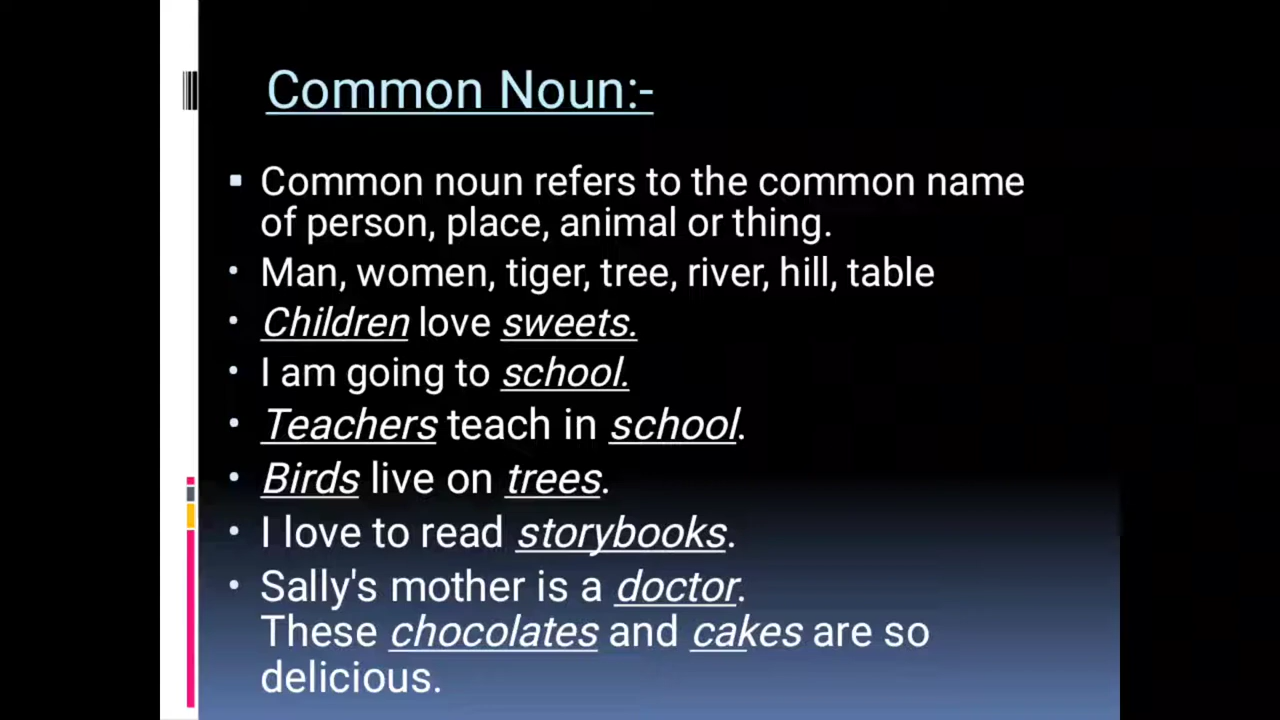 Common Noun:-
Common noun refers to the common name
of person, place, animal or thing.
Man, women, tiger, tree, river, hill, table
Children love sweets.
I am going to school.
Teachers teach in school.
Birds live on trees.
I love to read storybooks.
Sally's mother is a doctor.
These chocolates and cakes are so
delicious.